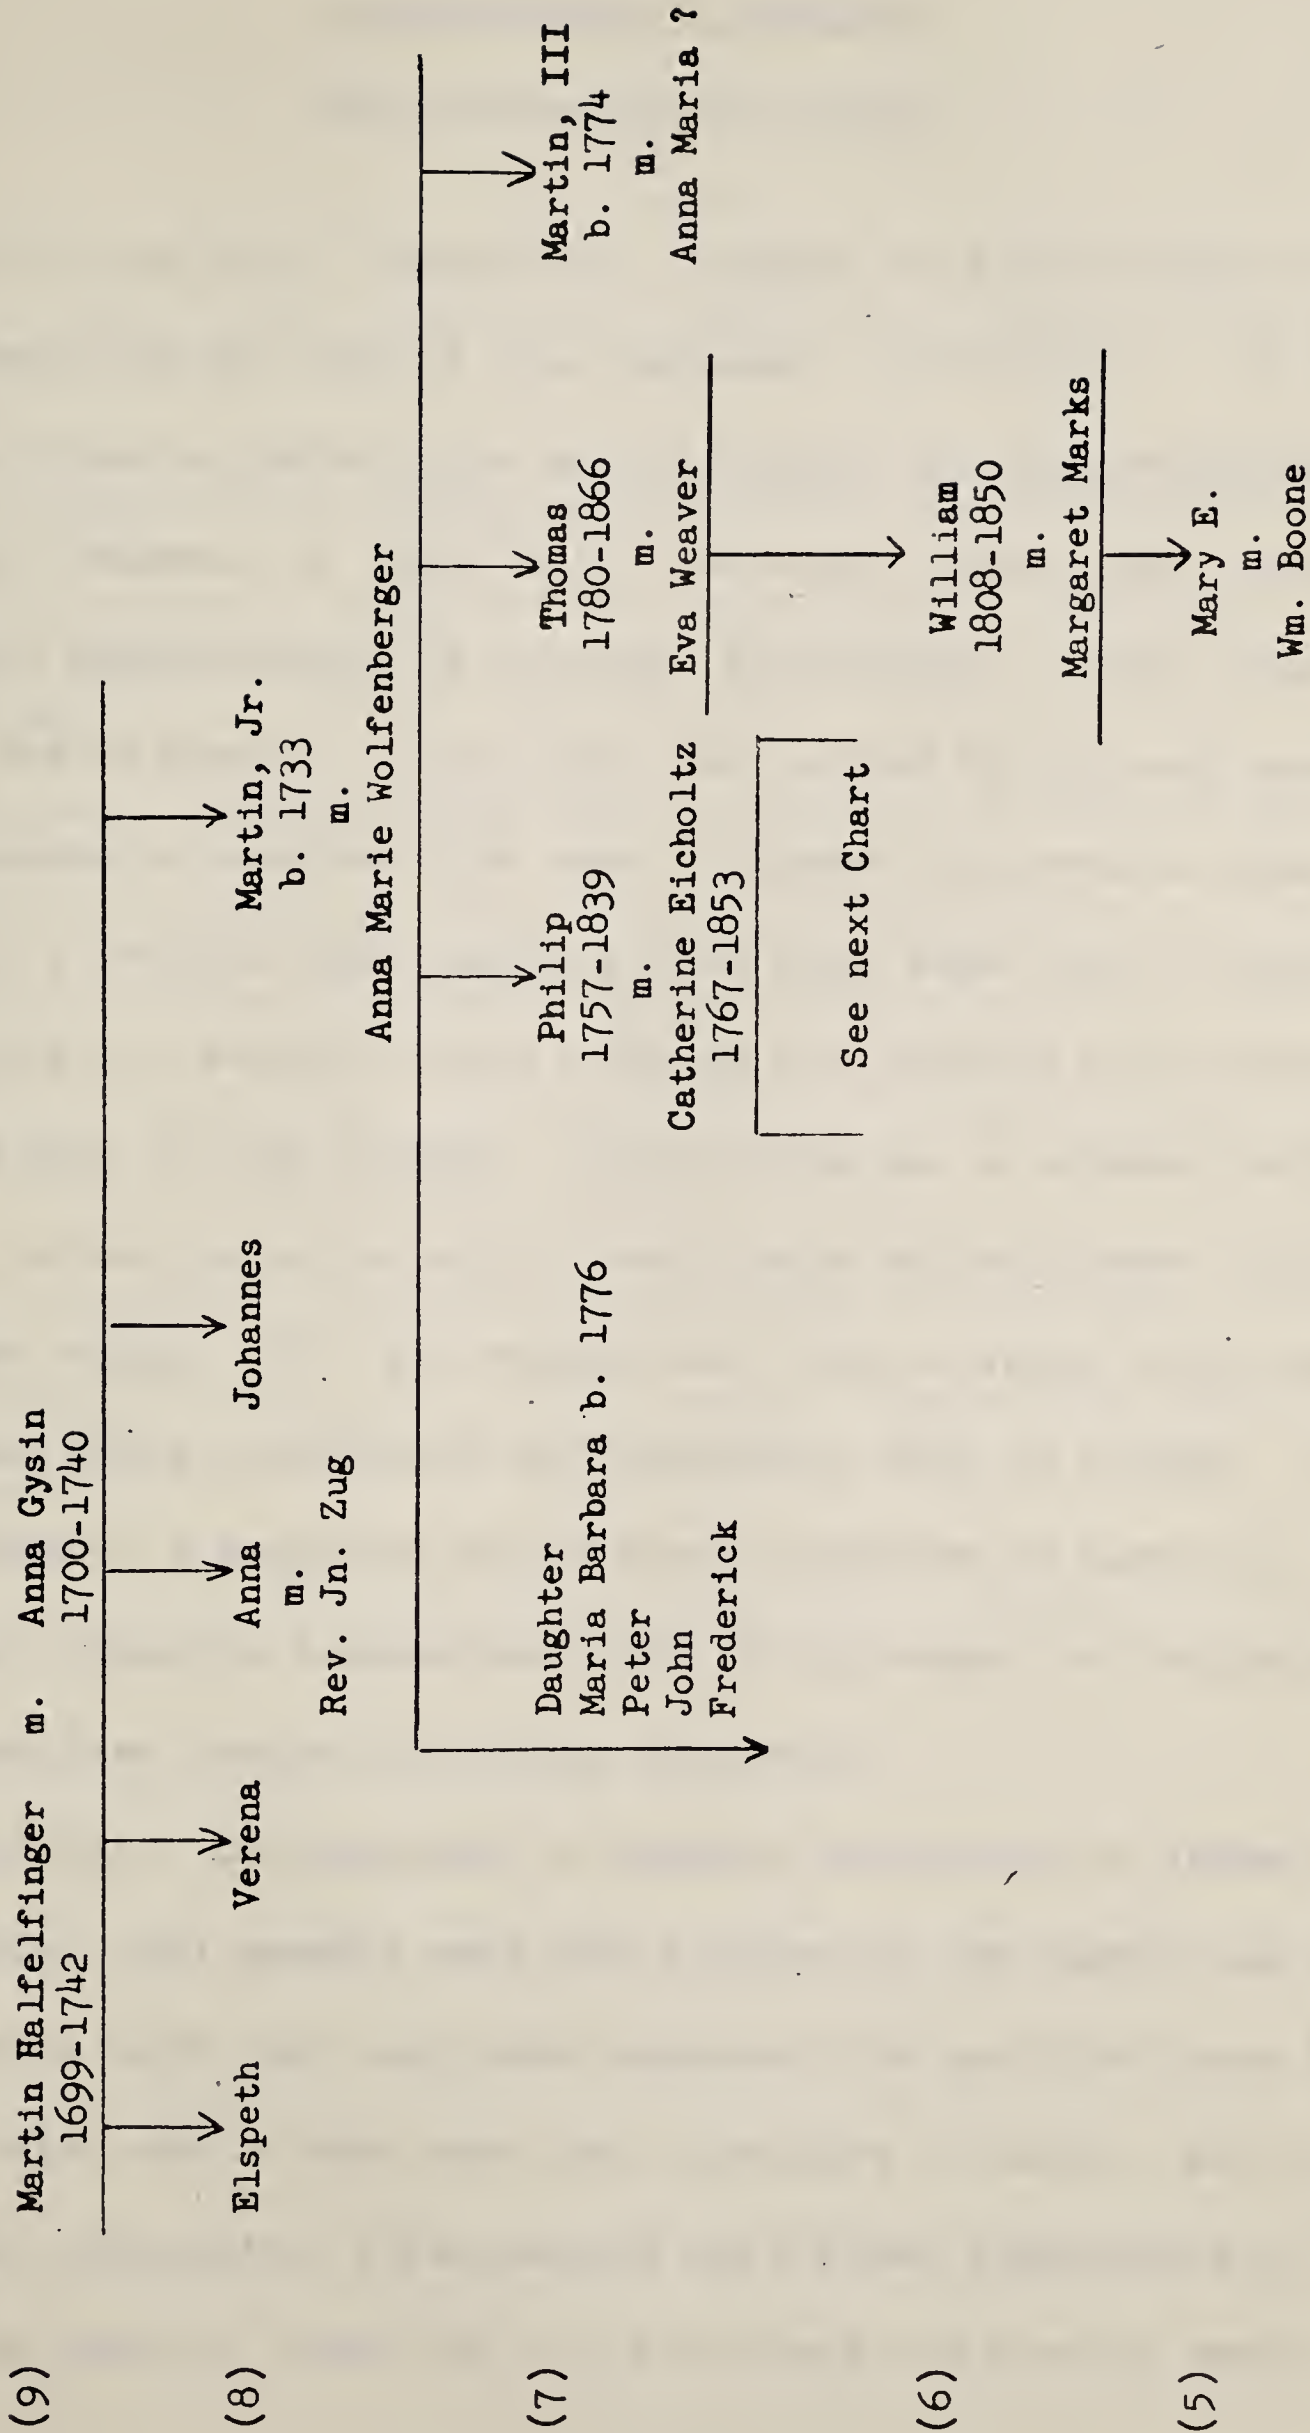 (9)
Martin Halfelfinger m. Anna Gysin
1699-1742
1700-1740
(8)
Elspeth
Verena
Anna
m.
Rev. Jn. Zug
Johannes
Martin, Jr.
b. 1733
m.
Anna Marie Wolfenberger
(7)
Daughter
Maria Barbara b. 1776
Peter
John
Frederick
Philip
1757-1839
m.
Catherine Eicholtz
1767-1853
See next Chart
Thomas
1780-1866
m.
Eva Weaver
Martin, III
b. 1774
m.
Anna Maria ?
(6)
William
1808-1850
m.
Margaret Marks
(5)
Mary E.
m.
Wm. Boone